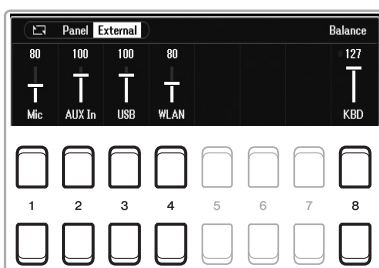 Panel External Balance
80 100 100 80 127
Mic AUX In USB WLAN KBD
1 2 3 4 5 6 7 8